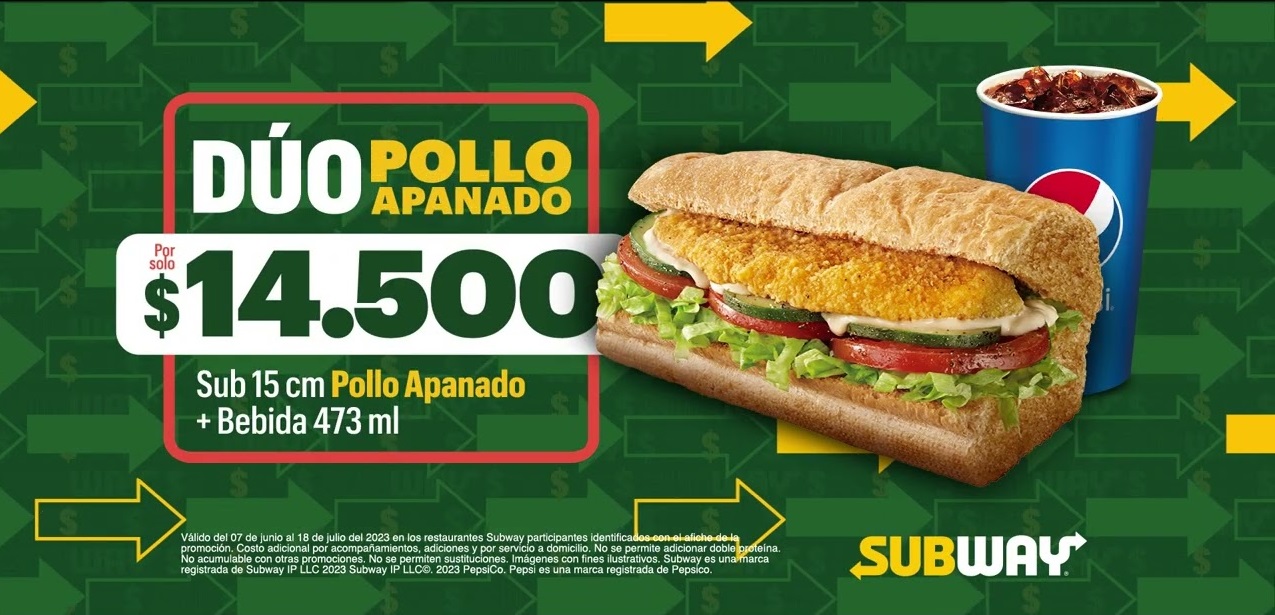 DÚO POLLO
APANADO
Por
solo
$14.500
Sub 15 cm Pollo Apanado
+ Bebida 473 ml
Válido del 07 de junio al 18 de julio del 2023 en los restaurantes Subway participantes identificados con el afiche de la
promoción. Costo adicional por acompañamientos, adiciones y por servicio a domicilio. No se permite adicionar doble proteína.
No acumulable con otras promociones. No se permiten sustituciones. Imágenes con fines ilustrativos. Subway es una marca
registrada de Subway IP LLC 2023 Subway IP LLC©. 2023 PepsiCo. Pepsi es una marca registrada de Pepsico.
SUBWAY®